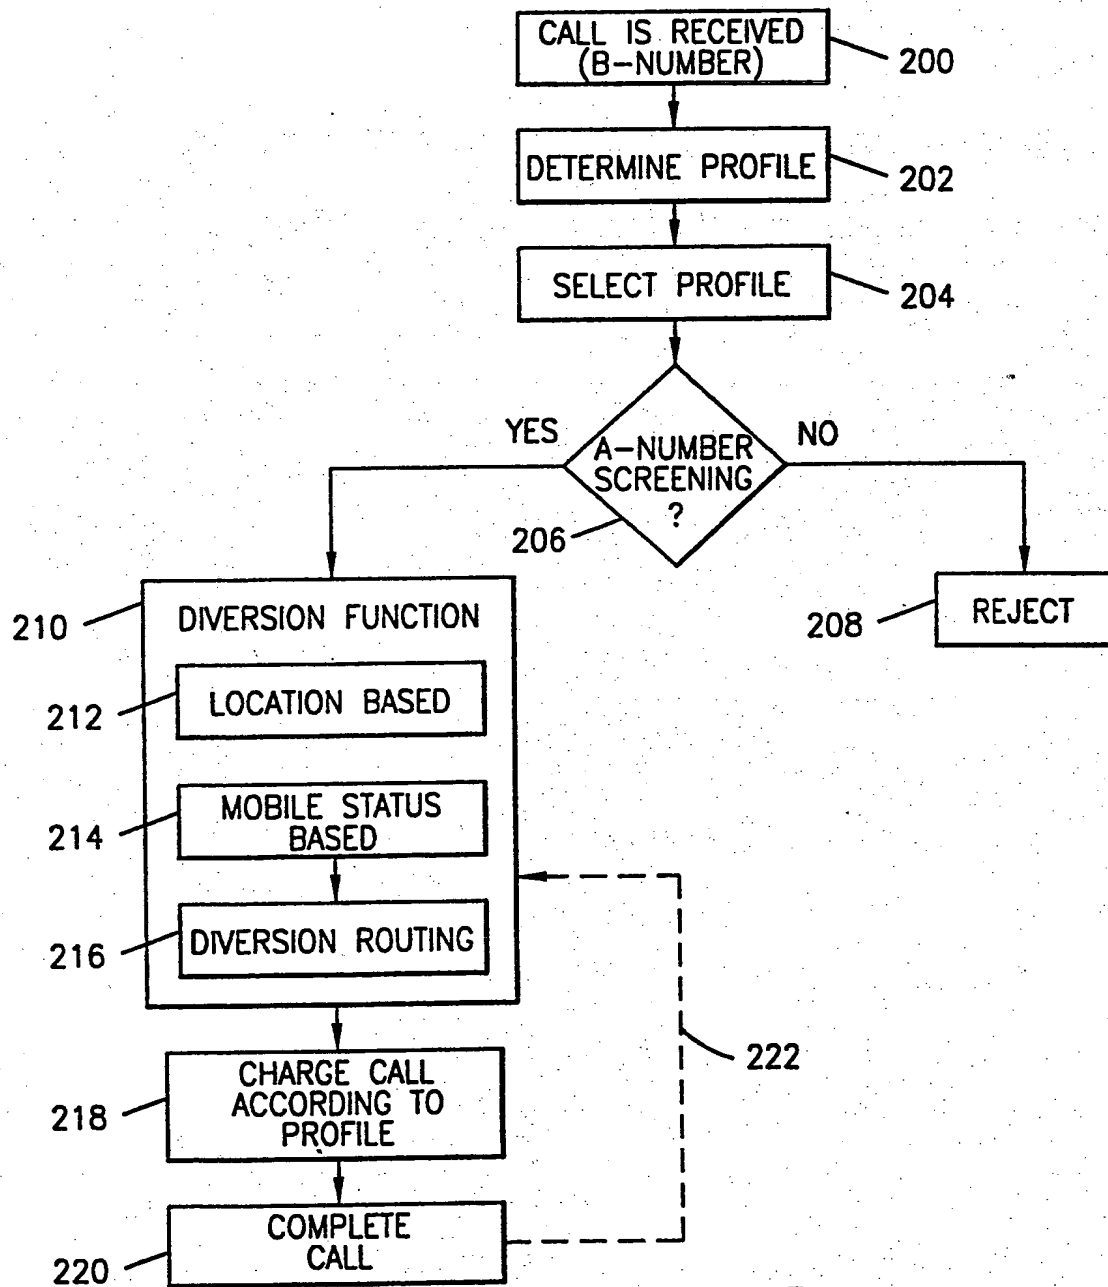 CALL IS RECEIVED
(B-NUMBER)
200
DETERMINE PROFILE
202
SELECT PROFILE
204
YES
NO
A-NUMBER
SCREENING
?
206
210
DIVERSION FUNCTION
208
REJECT
212
LOCATION BASED
214
MOBILE STATUS
BASED
216
DIVERSION ROUTING
222
218
CHARGE CALL
ACCORDING TO
PROFILE
220
COMPLETE
CALL